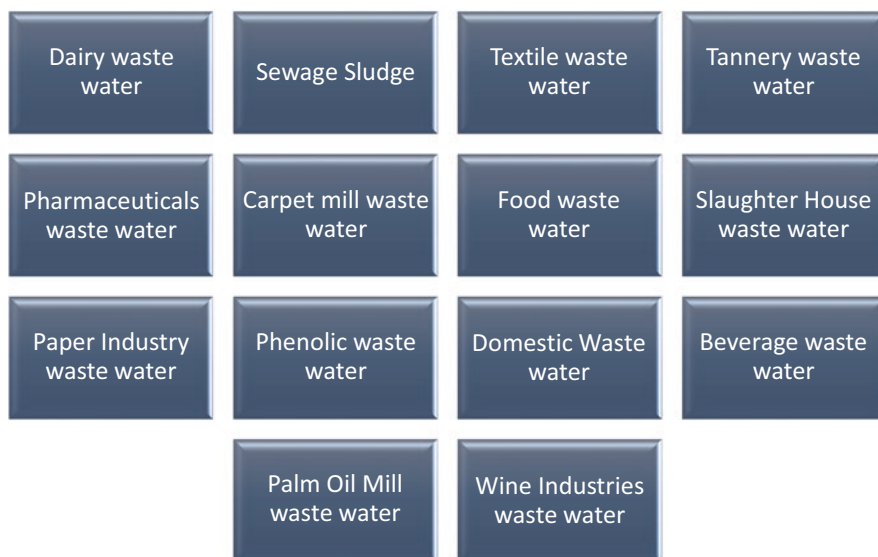 Dairy waste
water
Sewage Sludge
Textile waste
water
Tannery waste
water
Pharmaceuticals
waste water
Carpet mill waste
water
Food waste
water
Slaughter House
waste water
Paper Industry
waste water
Phenolic waste
water
Domestic Waste
water
Beverage waste
water
Palm Oil Mill
waste water
Wine Industries
waste water